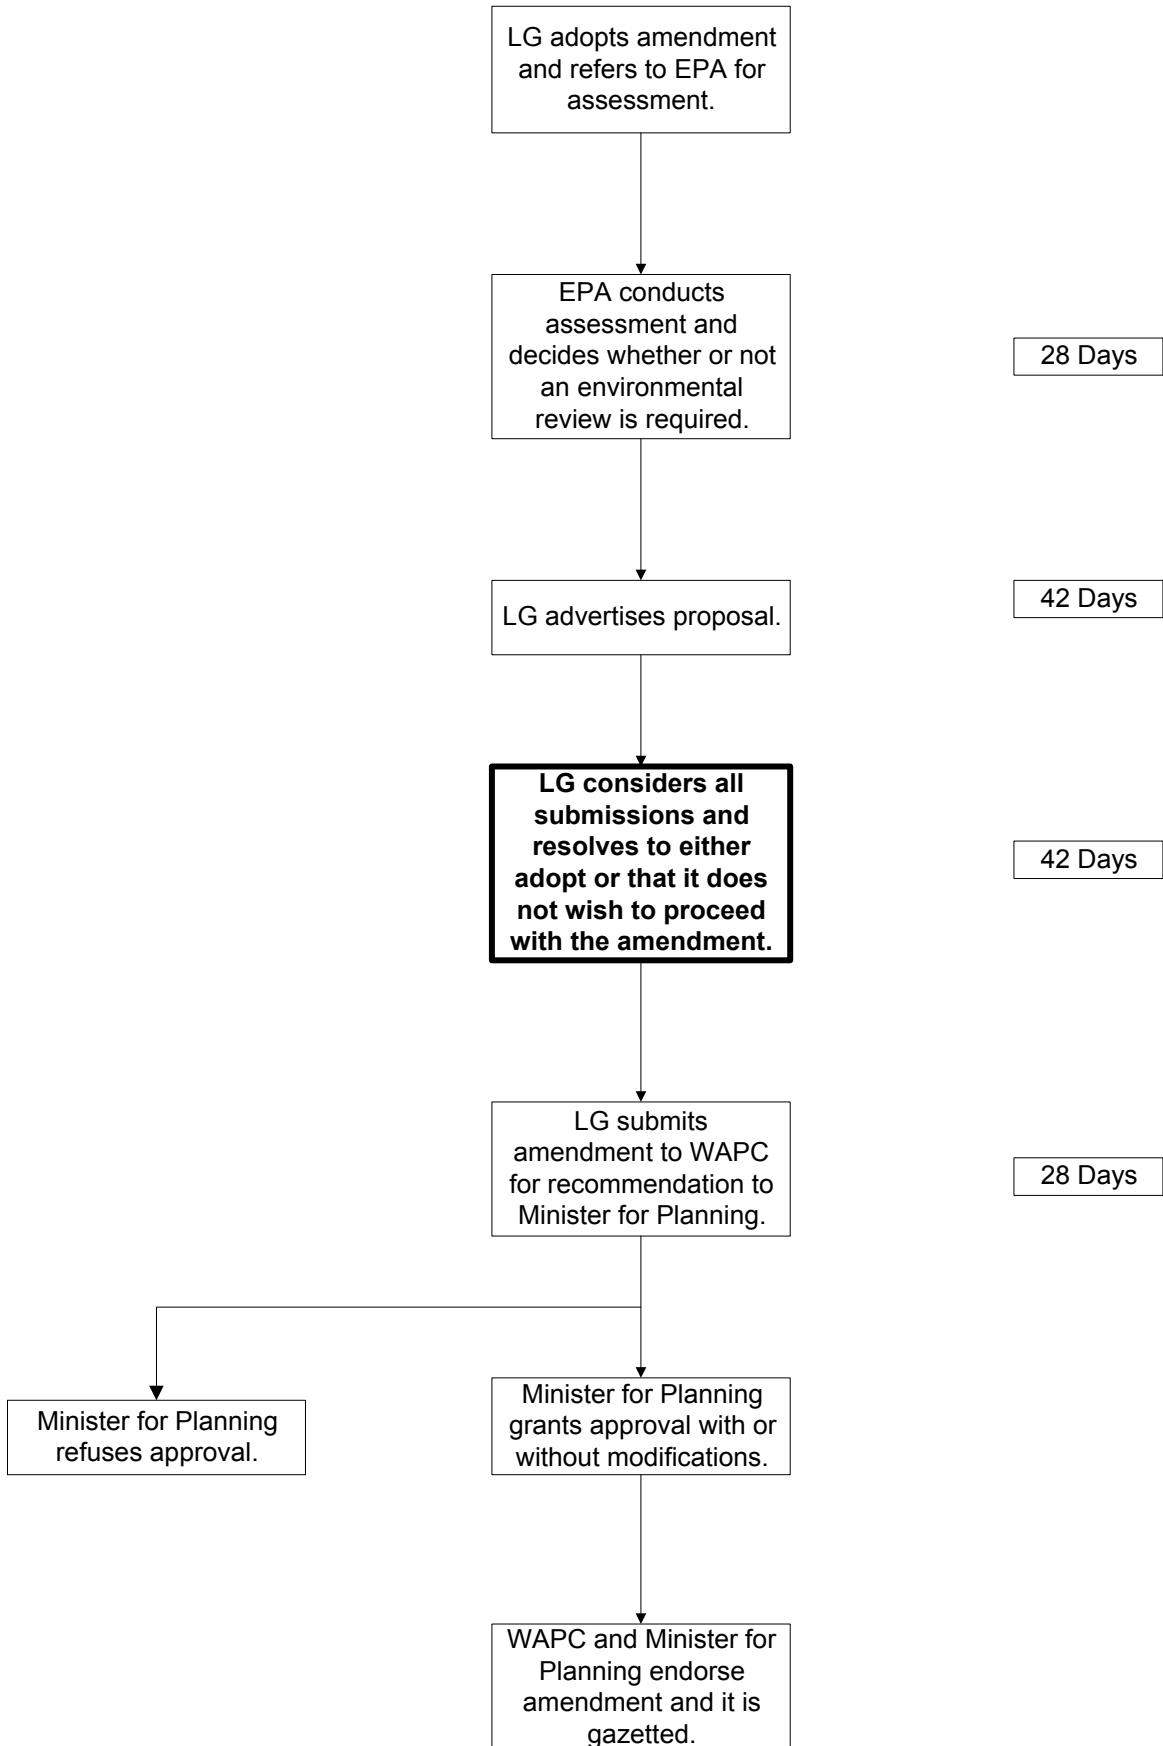 LG adopts amendment
and refers to EPA for
assessment.
EPA conducts
assessment and
decides whether or not
an environmental
review is required.
28 Days
LG advertises proposal.
42 Days
LG considers all
submissions and
resolves to either
adopt or that it does
not wish to proceed
with the amendment.
42 Days
LG submits
amendment to WAPC
for recommendation to
Minister for Planning.
28 Days
Minister for Planning
refuses approval.
Minister for Planning
grants approval with or
without modifications.
WAPC and Minister for
Planning endorse
amendment and it is
gazetted.